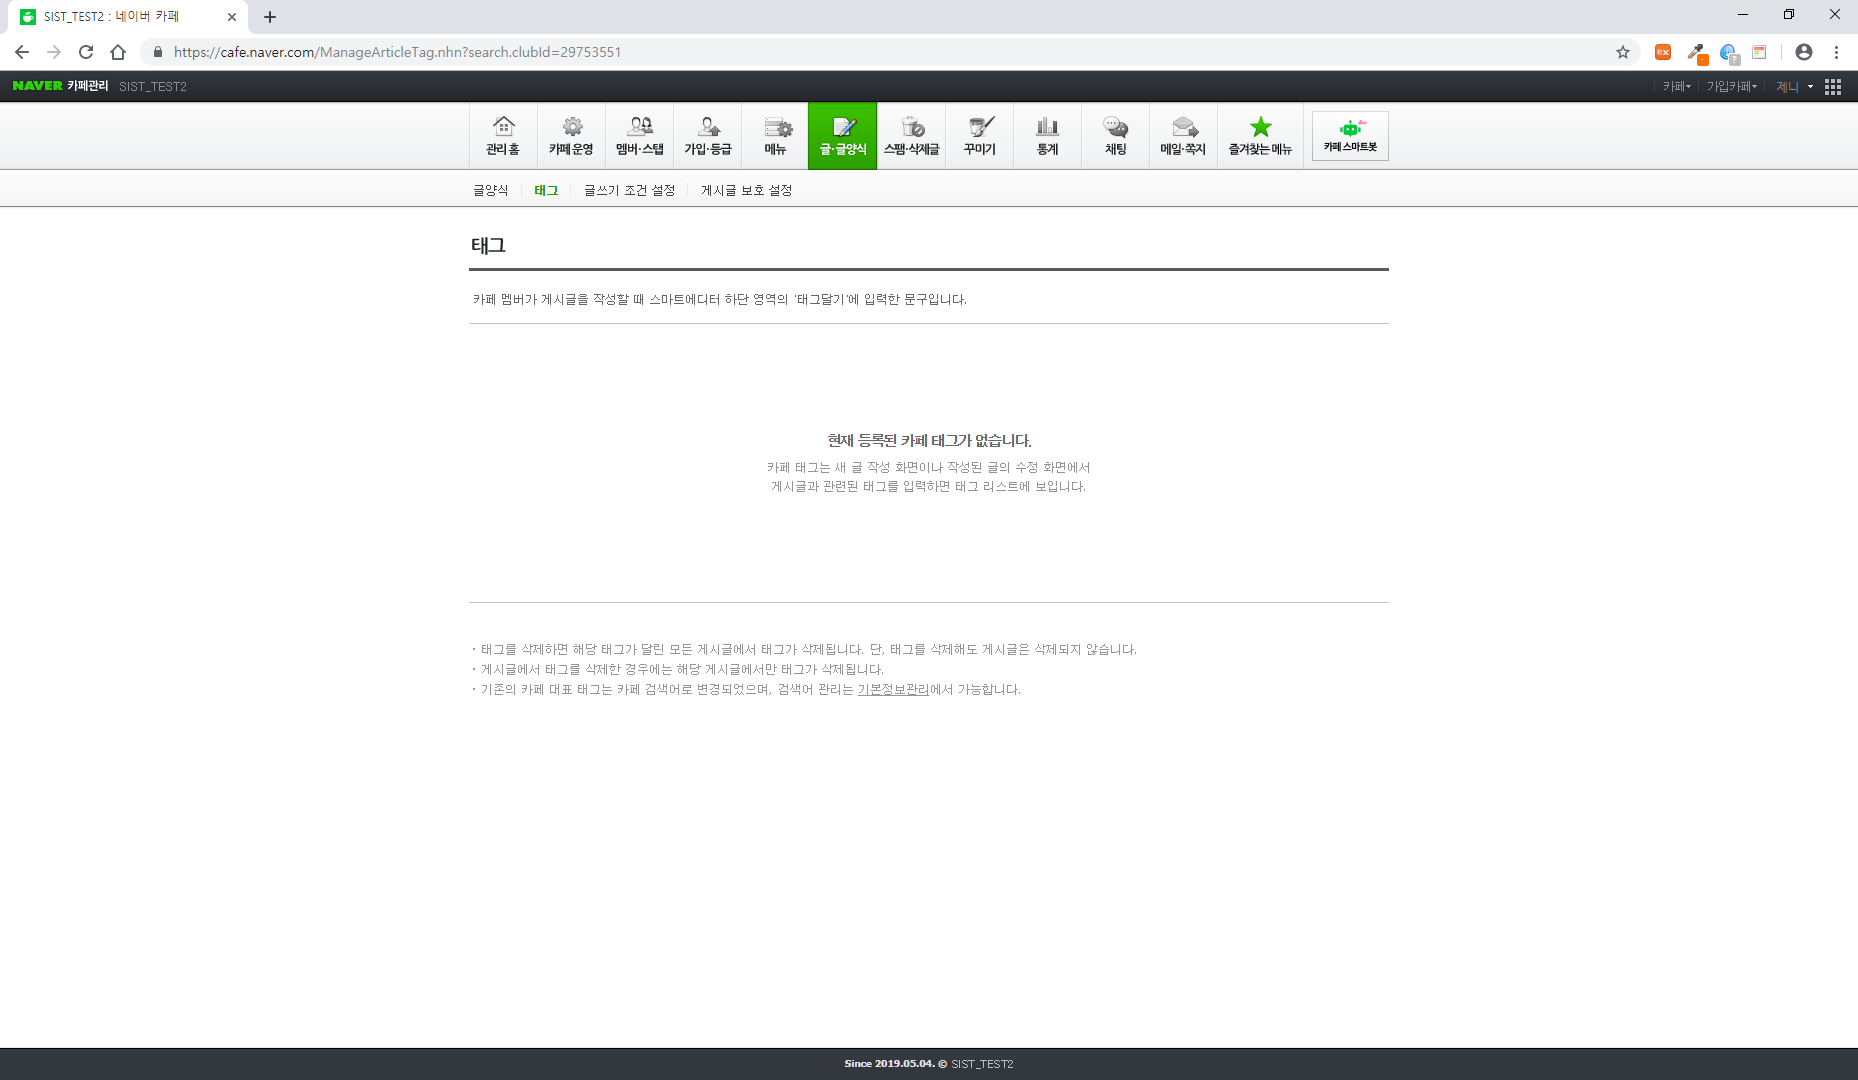 SIST_TEST2 : 네이버 카페
https://cafe.naver.com/ManageArticleTag.nhn?search.clubId=29753551
NAVER 카페관리 SIST_TEST2 카페 가입카페 제니
관리 홈 카페 운영 멤버·스탭 가입·등급 메뉴 글·글양식 스팸·삭제글 꾸미기 통계 채팅 메일·쪽지 즐겨찾는 메뉴 카페 스마트봇
글양식 태그 글쓰기 조건 설정 게시글 보호 설정
태그
카페 멤버가 게시글을 작성할 때 스마트에디터 하단 영역의 '태그달기'에 입력한 문구입니다.
현재 등록된 카페 태그가 없습니다.
카페 태그는 새 글 작성 화면이나 작성된 글의 수정 화면에서
게시글과 관련된 태그를 입력하면 태그 리스트에 보입니다.
· 태그를 삭제하면 해당 태그가 달린 모든 게시글에서 태그가 삭제됩니다. 단, 태그를 삭제해도 게시글은 삭제되지 않습니다.
· 게시글에서 태그를 삭제한 경우에는 해당 게시글에서만 태그가 삭제됩니다.
· 기존의 카페 대표 태그는 카페 검색어로 변경되었으며, 검색어 관리는 기본정보관리에서 가능합니다.
Since 2019.05.04. © SIST_TEST2